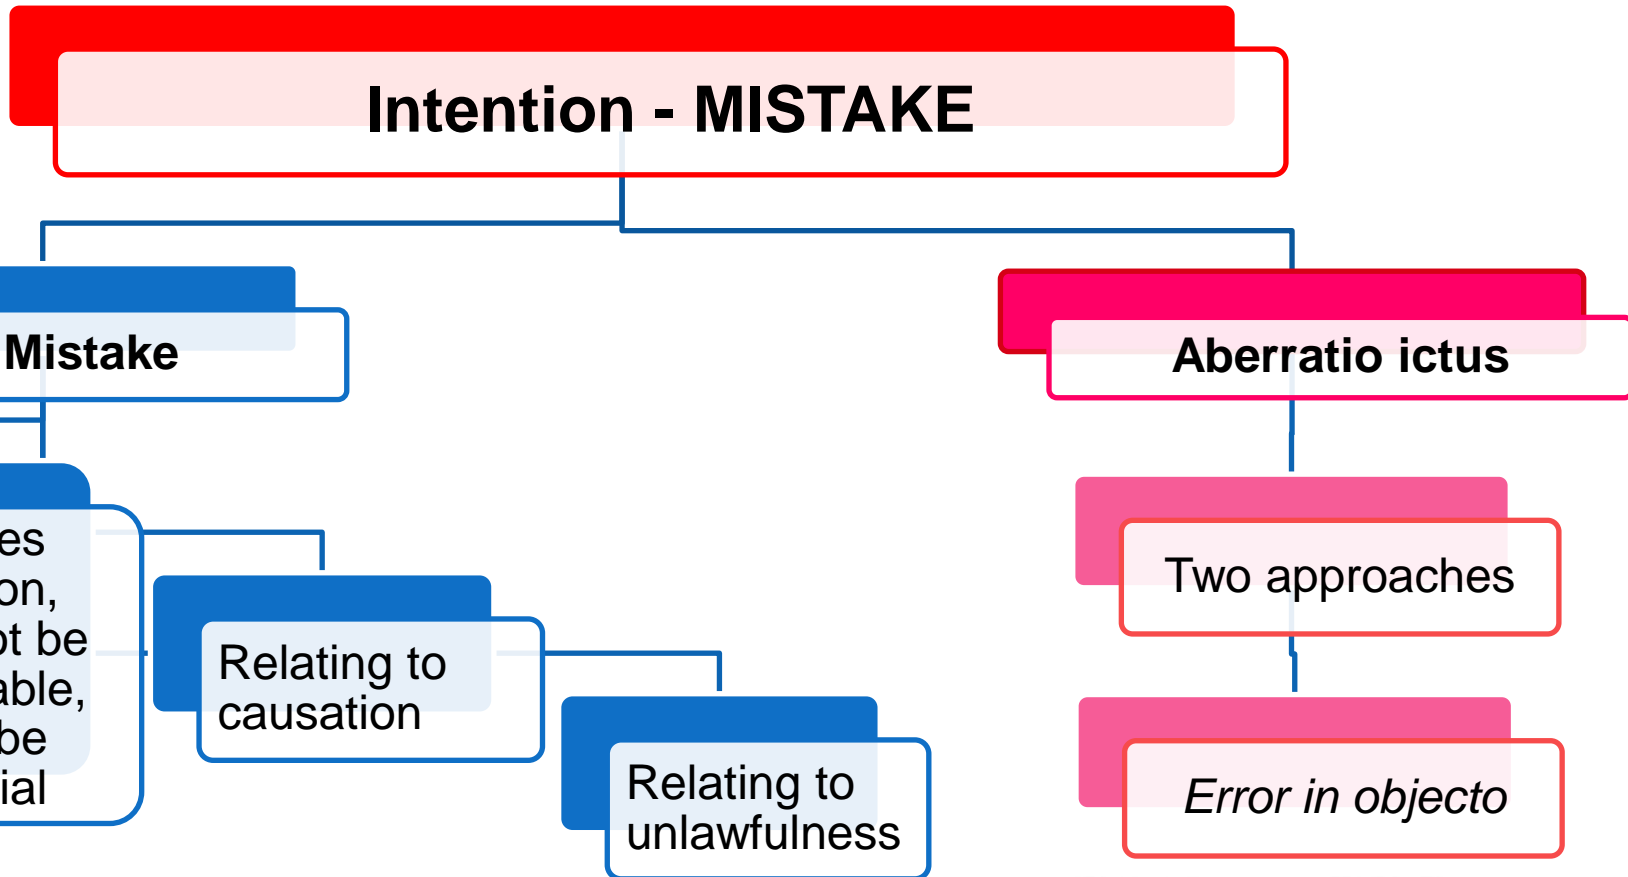 Intention - MISTAKE
Mistake
Aberratio ictus
es
on,
ot be
able,
be
ial
Relating to
causation
Relating to
unlawfulness
Two approaches
Error in objecto